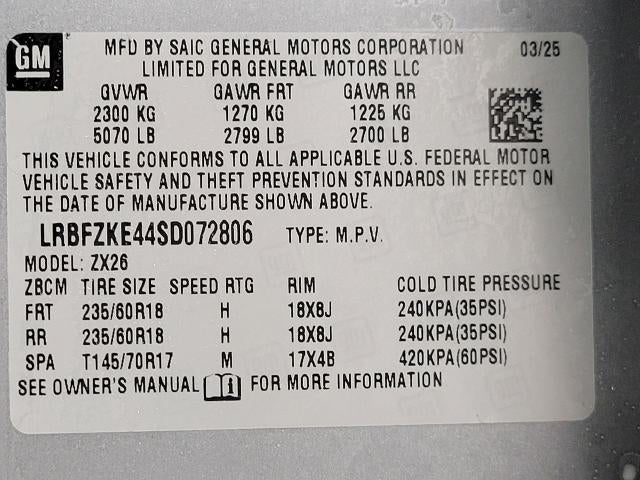 GM
MFD BY SAIC GENERAL MOTORS CORPORATION 03/25
LIMITED FOR GENERAL MOTORS LLC
GVWR GAWR FRT GAWR RR
2300 KG 1270 KG 1225 KG
5070 LB 2799 LB 2700 LB
THIS VEHICLE CONFORMS TO ALL APPLICABLE U.S. FEDERAL MOTOR
VEHICLE SAFETY AND THEFT PREVENTION STANDARDS IN EFFECT ON
THE DATE OF MANUFACTURE SHOWN ABOVE.
LRBFZKE44SD072806 TYPE: M.P.V.
MODEL: ZX26
ZBCM TIRE SIZE SPEED RTG RIM COLD TIRE PRESSURE
FRT 235/60R18 H 18X8J 240KPA(35PSI)
RR 235/60R18 H 18X8J 240KPA(35PSI)
SPA T145/70R17 M 17X4B 420KPA(60PSI)
SEE OWNER'S MANUAL i FOR MORE INFORMATION